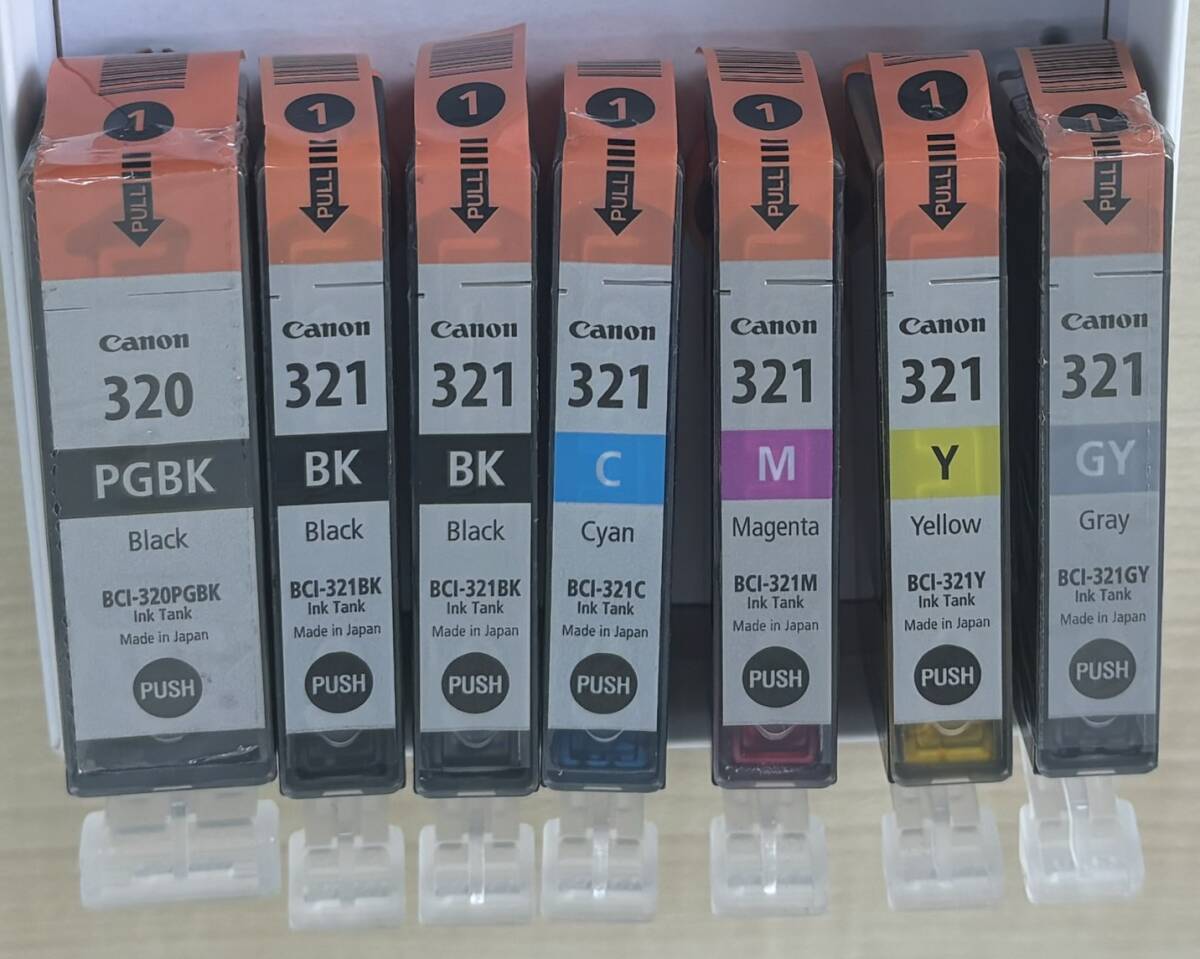 1
PULL
Canon
320
PGBK
Black
BCI-320PGBK
Ink Tank
Made in Japan
PUSH
1
PULL
Canon
321
BK
Black
BCI-321BK
Ink Tank
Made in Japan
PUSH
1
PULL
Canon
321
BK
Black
BCI-321BK
Ink Tank
Made in Japan
PUSH
1
PULL
Canon
321
C
Cyan
BCI-321C
Ink Tank
Made in Japan
PUSH
1
PULL
Canon
321
M
Magenta
BCI-321M
Ink Tank
Made in Japan
PUSH
1
PULL
Canon
321
Y
Yellow
BCI-321Y
Ink Tank
Made in Japan
PUSH
1
PULL
Canon
321
GY
Gray
BCI-321GY
Ink Tank
Made in Japan
PUSH